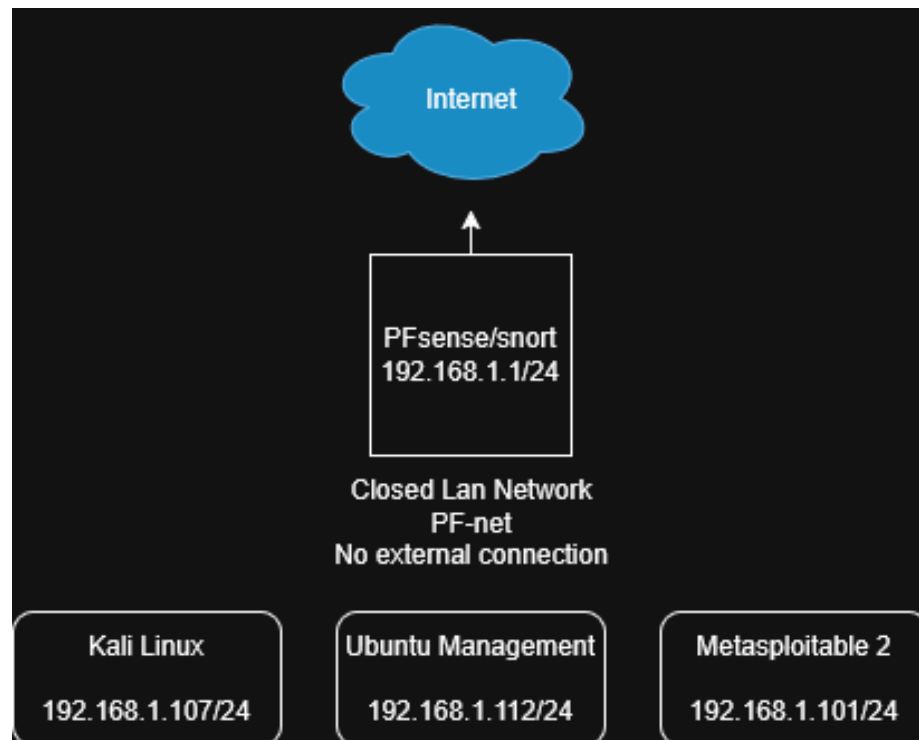 Internet
PFsense/snort
192.168.1.1/24
Closed Lan Network
PF-net
No external connection
Kali Linux
192.168.1.107/24
Ubuntu Management
192.168.1.112/24
Metasploitable 2
192.168.1.101/24